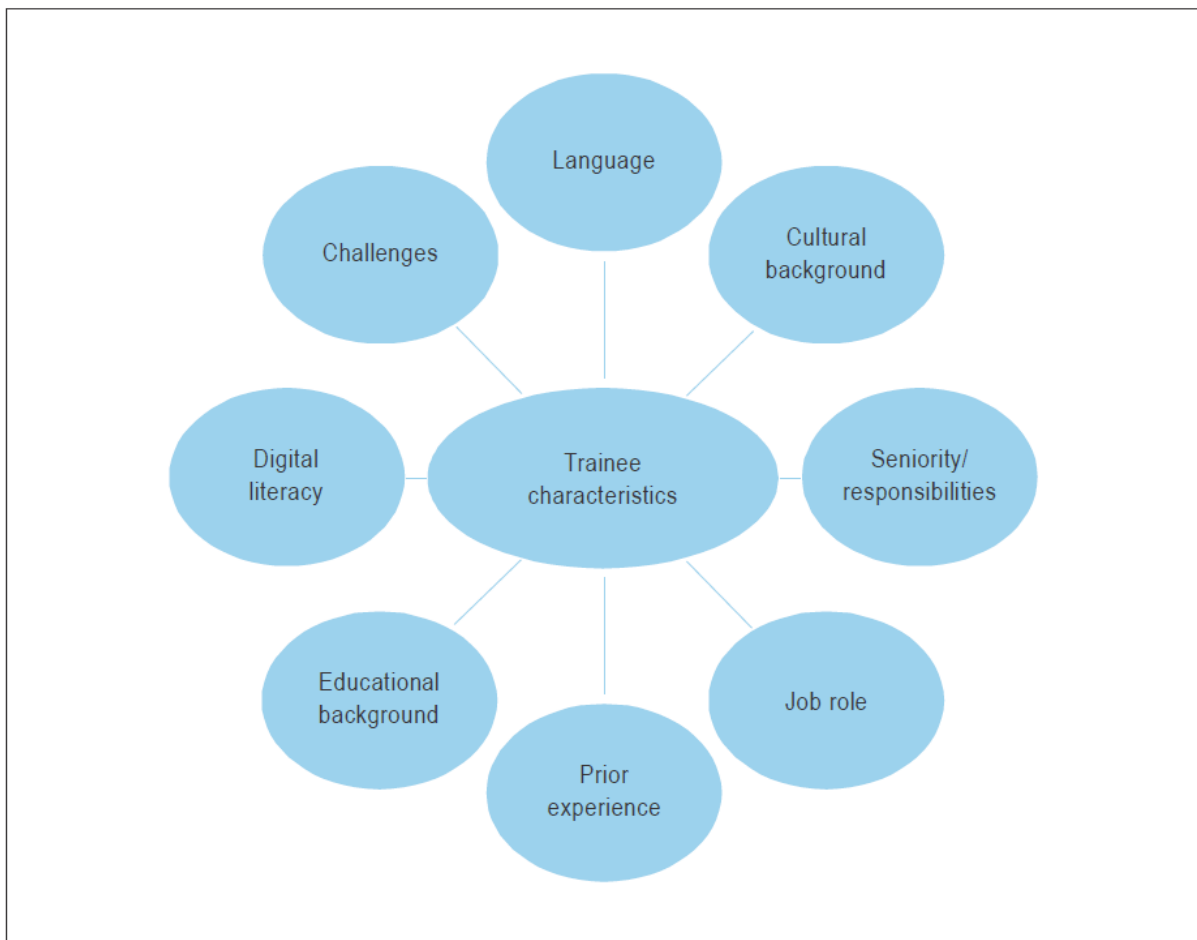 Language
Cultural
background
Challenges
Digital
literacy
Trainee
characteristics
Seniority/
responsibilities
Educational
background
Job role
Prior
experience